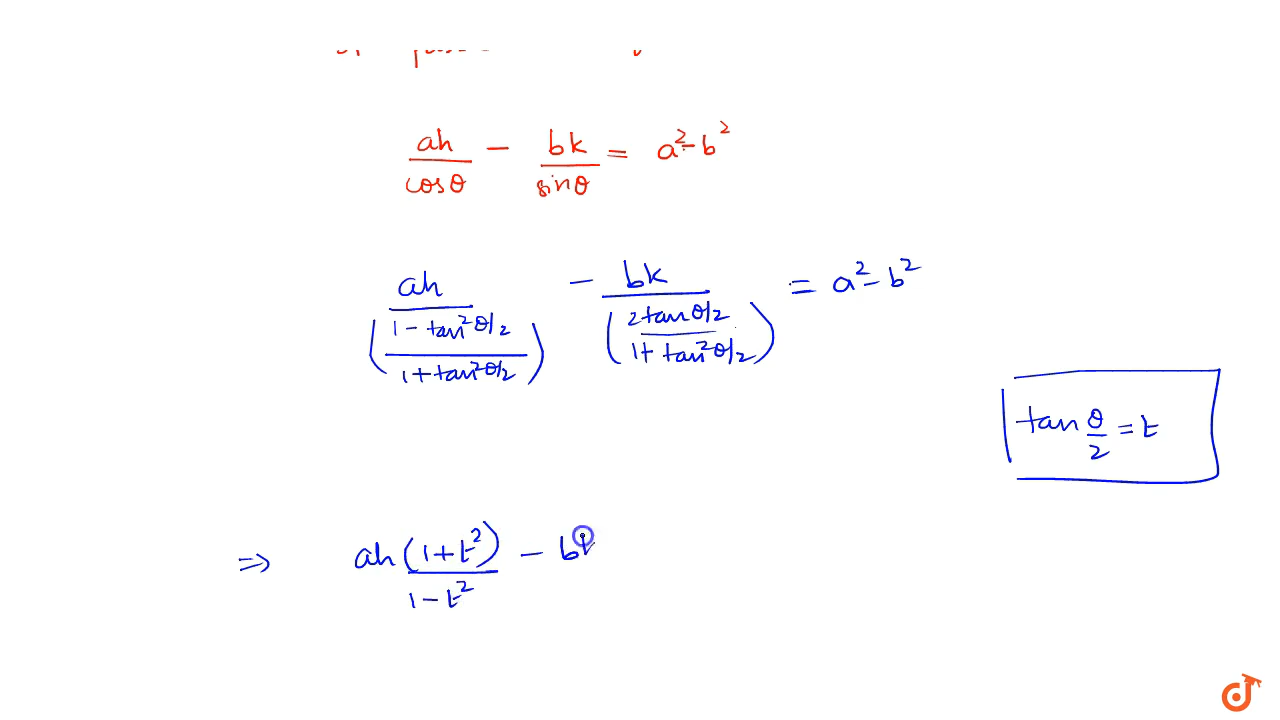 ah/cosθ - bk/sinθ = a² - b²
ah/((1 - tan²θ/2)/(1 + tan²θ/2)) - bk/((2tanθ/2)/(1 + tan²θ/2)) = a² - b²
tan θ/2 = t
⇒ ah(1+t²)/(1-t²) - b